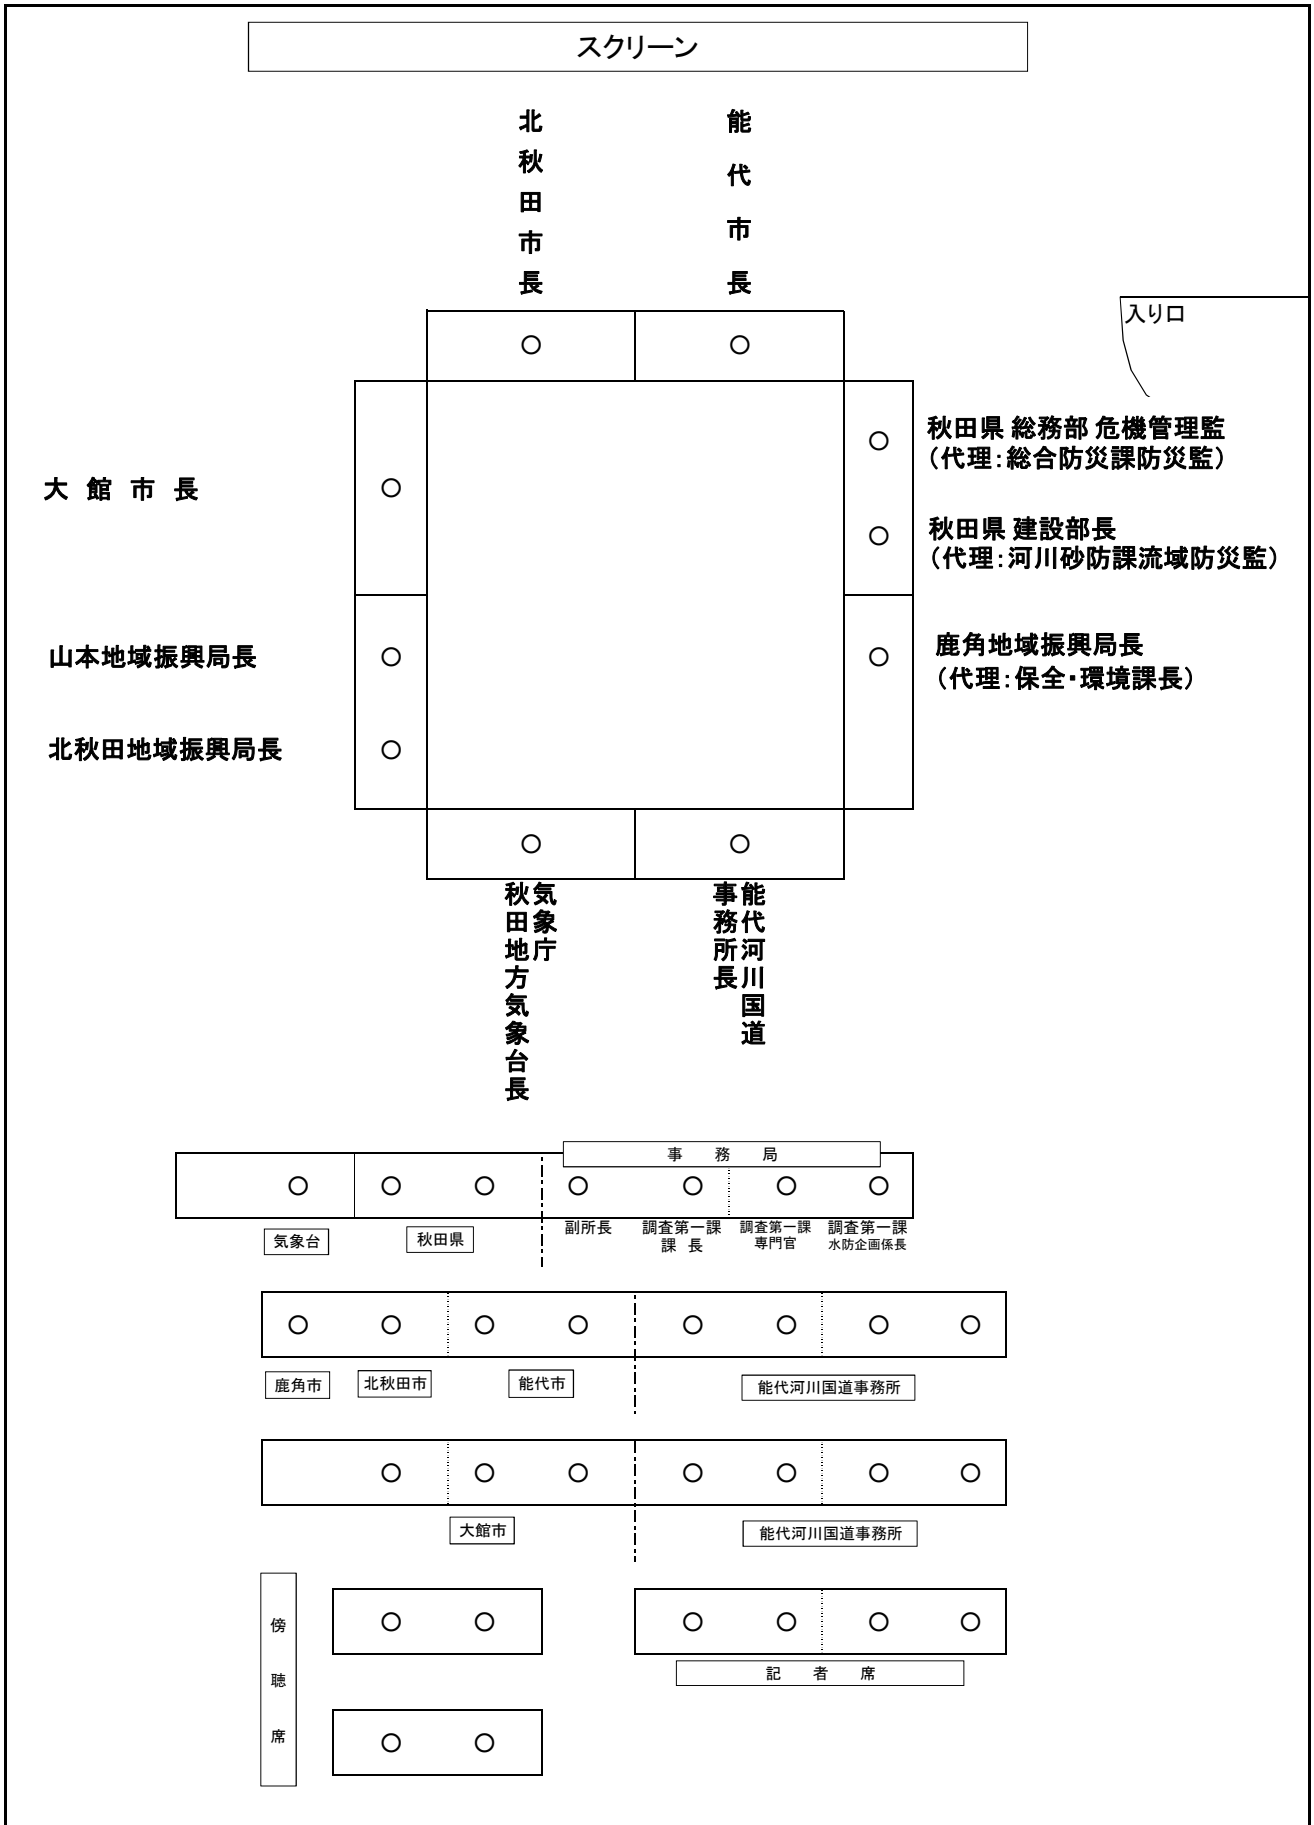 スクリーン
北秋田市長
能代市長
入り口
秋田県 総務部 危機管理監
（代理：総合防災課防災監）
大館市長
秋田県 建設部長
（代理：河川砂防課流域防災監）
山本地域振興局長
鹿角地域振興局長
（代理：保全・環境課長）
北秋田地域振興局長
気象庁
秋田地方気象台長
能代河川国道
事務所長
事務局
気象台
秋田県
副所長
調査第一課
課長
調査第一課
専門官
調査第一課
水防企画係長
鹿角市
北秋田市
能代市
能代河川国道事務所
大館市
能代河川国道事務所
傍聴席
記者席